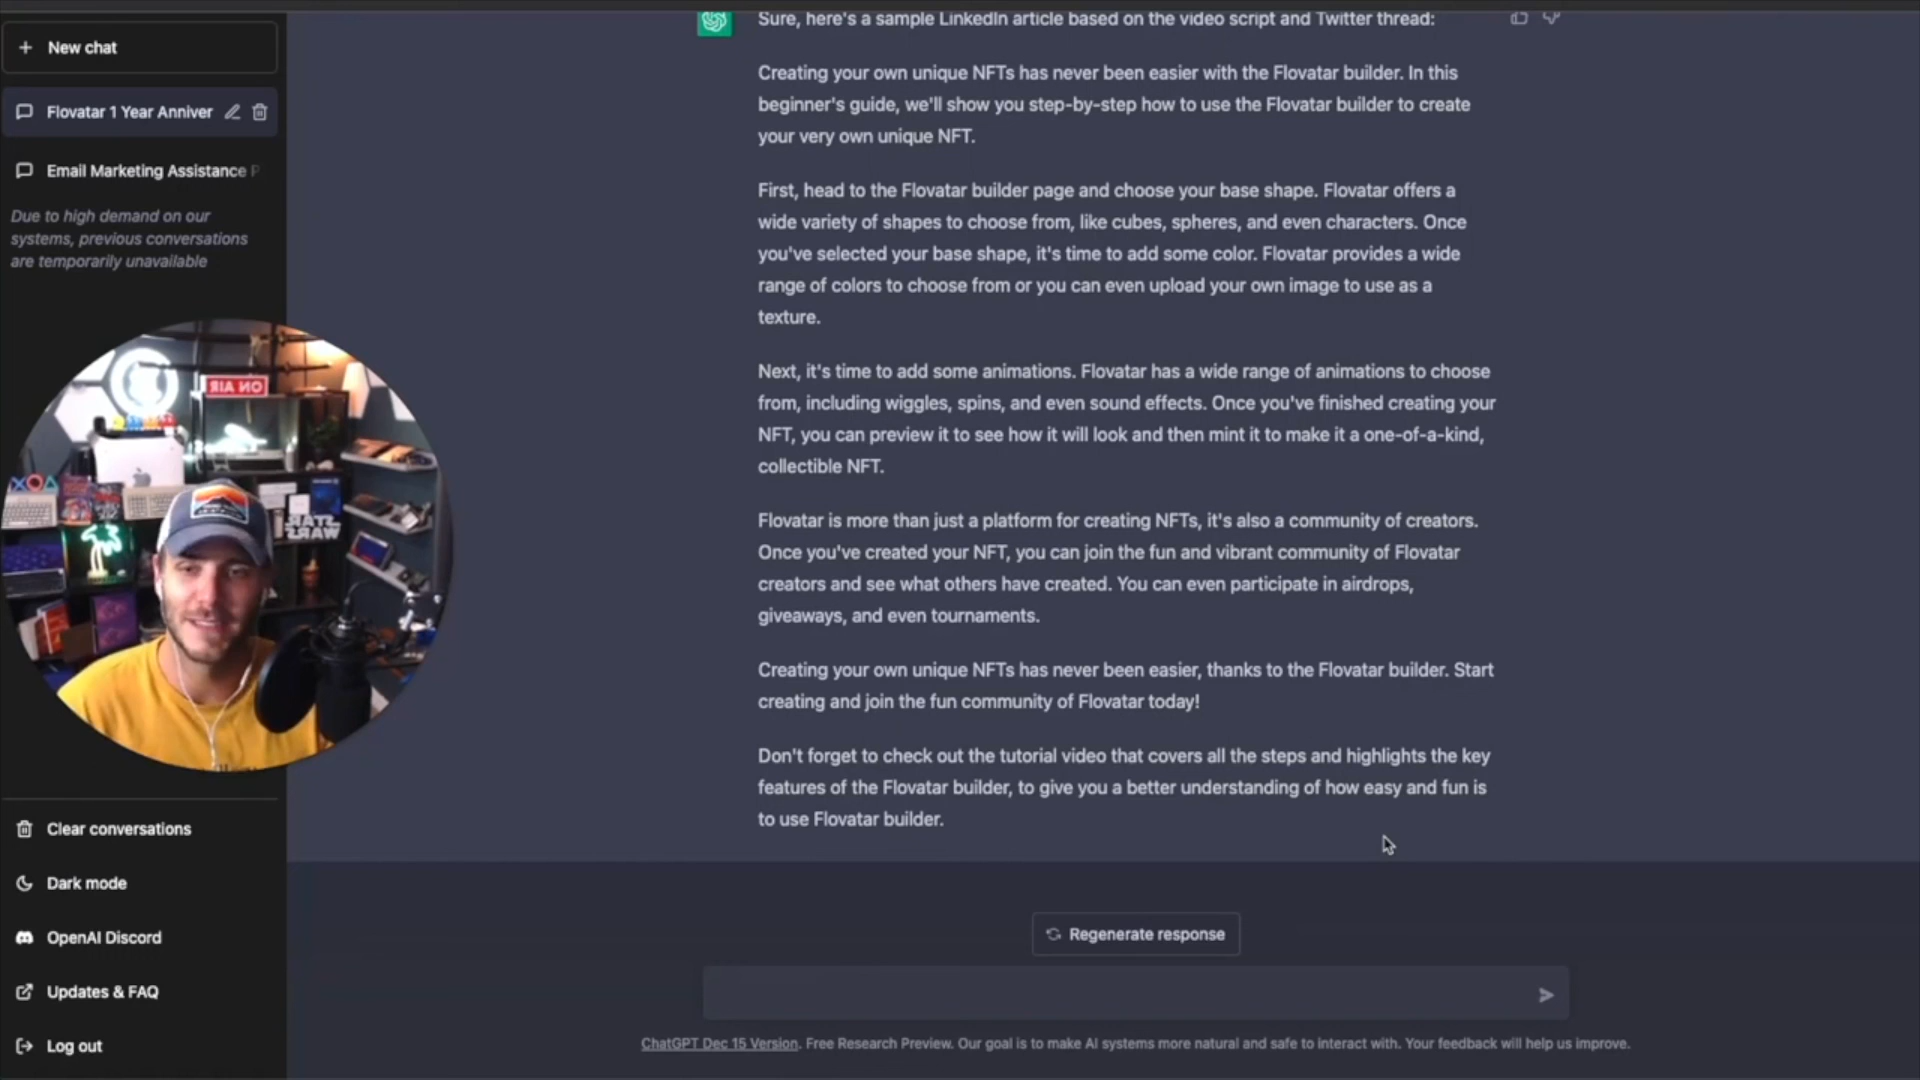 New chat
Flovatar 1 Year Anniver
Email Marketing Assistance P
Due to high demand on our
systems, previous conversations
are temporarily unavailable
ON AIR
STAR
WARS
Clear conversations
Dark mode
OpenAI Discord
Updates & FAQ
Log out
Sure, here's a sample LinkedIn article based on the video script and Twitter thread:
Creating your own unique NFTs has never been easier with the Flovatar builder. In this
beginner's guide, we'll show you step-by-step how to use the Flovatar builder to create
your very own unique NFT.
First, head to the Flovatar builder page and choose your base shape. Flovatar offers a
wide variety of shapes to choose from, like cubes, spheres, and even characters. Once
you've selected your base shape, it's time to add some color. Flovatar provides a wide
range of colors to choose from or you can even upload your own image to use as a
texture.
Next, it's time to add some animations. Flovatar has a wide range of animations to choose
from, including wiggles, spins, and even sound effects. Once you've finished creating your
NFT, you can preview it to see how it will look and then mint it to make it a one-of-a-kind,
collectible NFT.
Flovatar is more than just a platform for creating NFTs, it's also a community of creators.
Once you've created your NFT, you can join the fun and vibrant community of Flovatar
creators and see what others have created. You can even participate in airdrops,
giveaways, and even tournaments.
Creating your own unique NFTs has never been easier, thanks to the Flovatar builder. Start
creating and join the fun community of Flovatar today!
Don't forget to check out the tutorial video that covers all the steps and highlights the key
features of the Flovatar builder, to give you a better understanding of how easy and fun is
to use Flovatar builder.
Regenerate response
ChatGPT Dec 15 Version. Free Research Preview. Our goal is to make AI systems more natural and safe to interact with. Your feedback will help us improve.